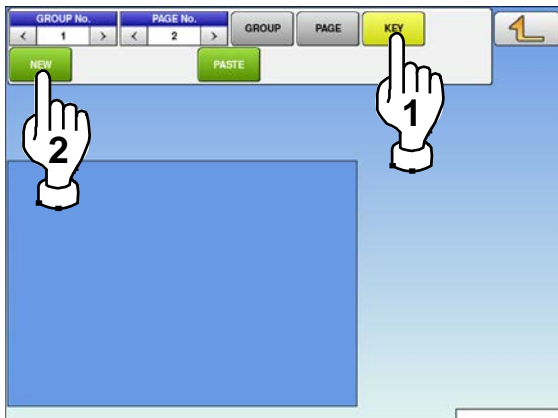 GROUP No. PAGE No.
< 1 > < 2 > GROUP PAGE KEY
NEW PASTE
1
2